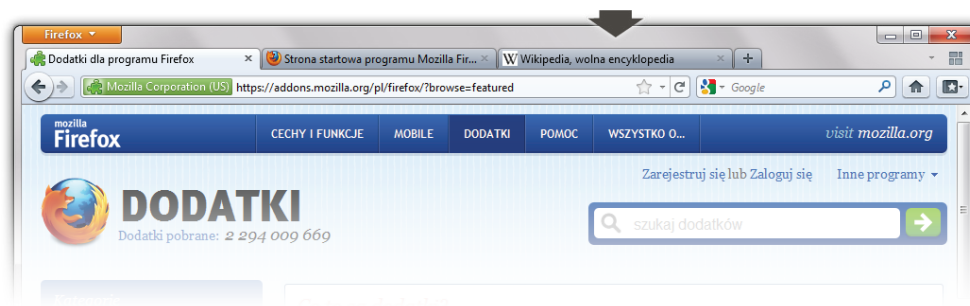 Firefox
Dodatki dla programu Firefox
Strona startowa programu Mozilla Fir...
Wikipedia, wolna encyklopedia
Mozilla Corporation (US) https://addons.mozilla.org/pl/firefox/?browse=featured
Google
mozilla
Firefox
CECHY I FUNKCJE MOBILE DODATKI POMOC WSZYSTKO O... visit mozilla.org
Zarejestruj się lub Zaloguj się Inne programy
DODATKI
szukaj dodatków
Dodatki pobrane: 2 294 009 669